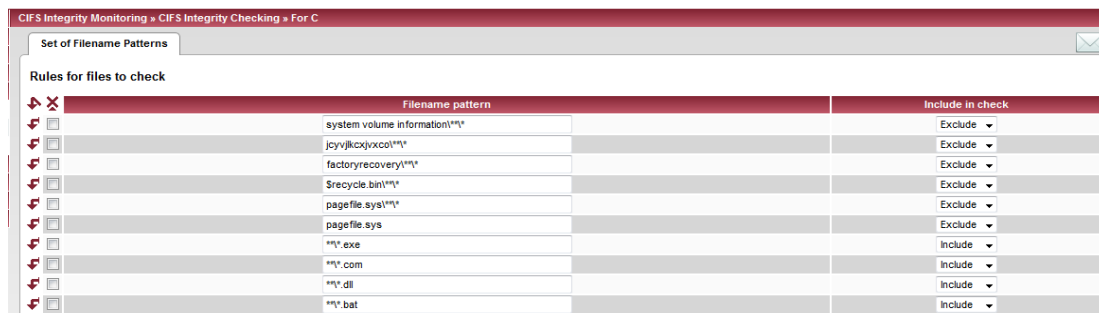 CIFS Integrity Monitoring » CIFS Integrity Checking » For C
Set of Filename Patterns
Rules for files to check
Filename pattern Include in check
system volume information\**\* Exclude
jcyvjlkcxjvxco\**\* Exclude
factoryrecovery\**\* Exclude
$recycle.bin\**\* Exclude
pagefile.sys\**\* Exclude
pagefile.sys Exclude
**\*.exe Include
**\*.com Include
**\*.dll Include
**\*.bat Include